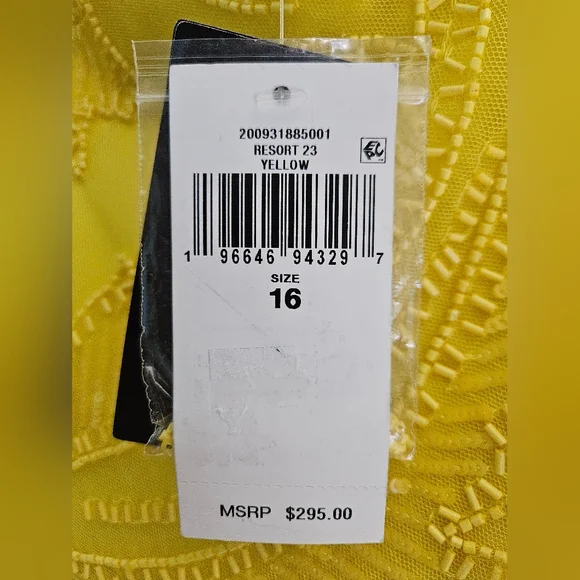 200931885001
RESORT 23
YELLOW
1 96646 94329 7
SIZE
16
MSRP $295.00